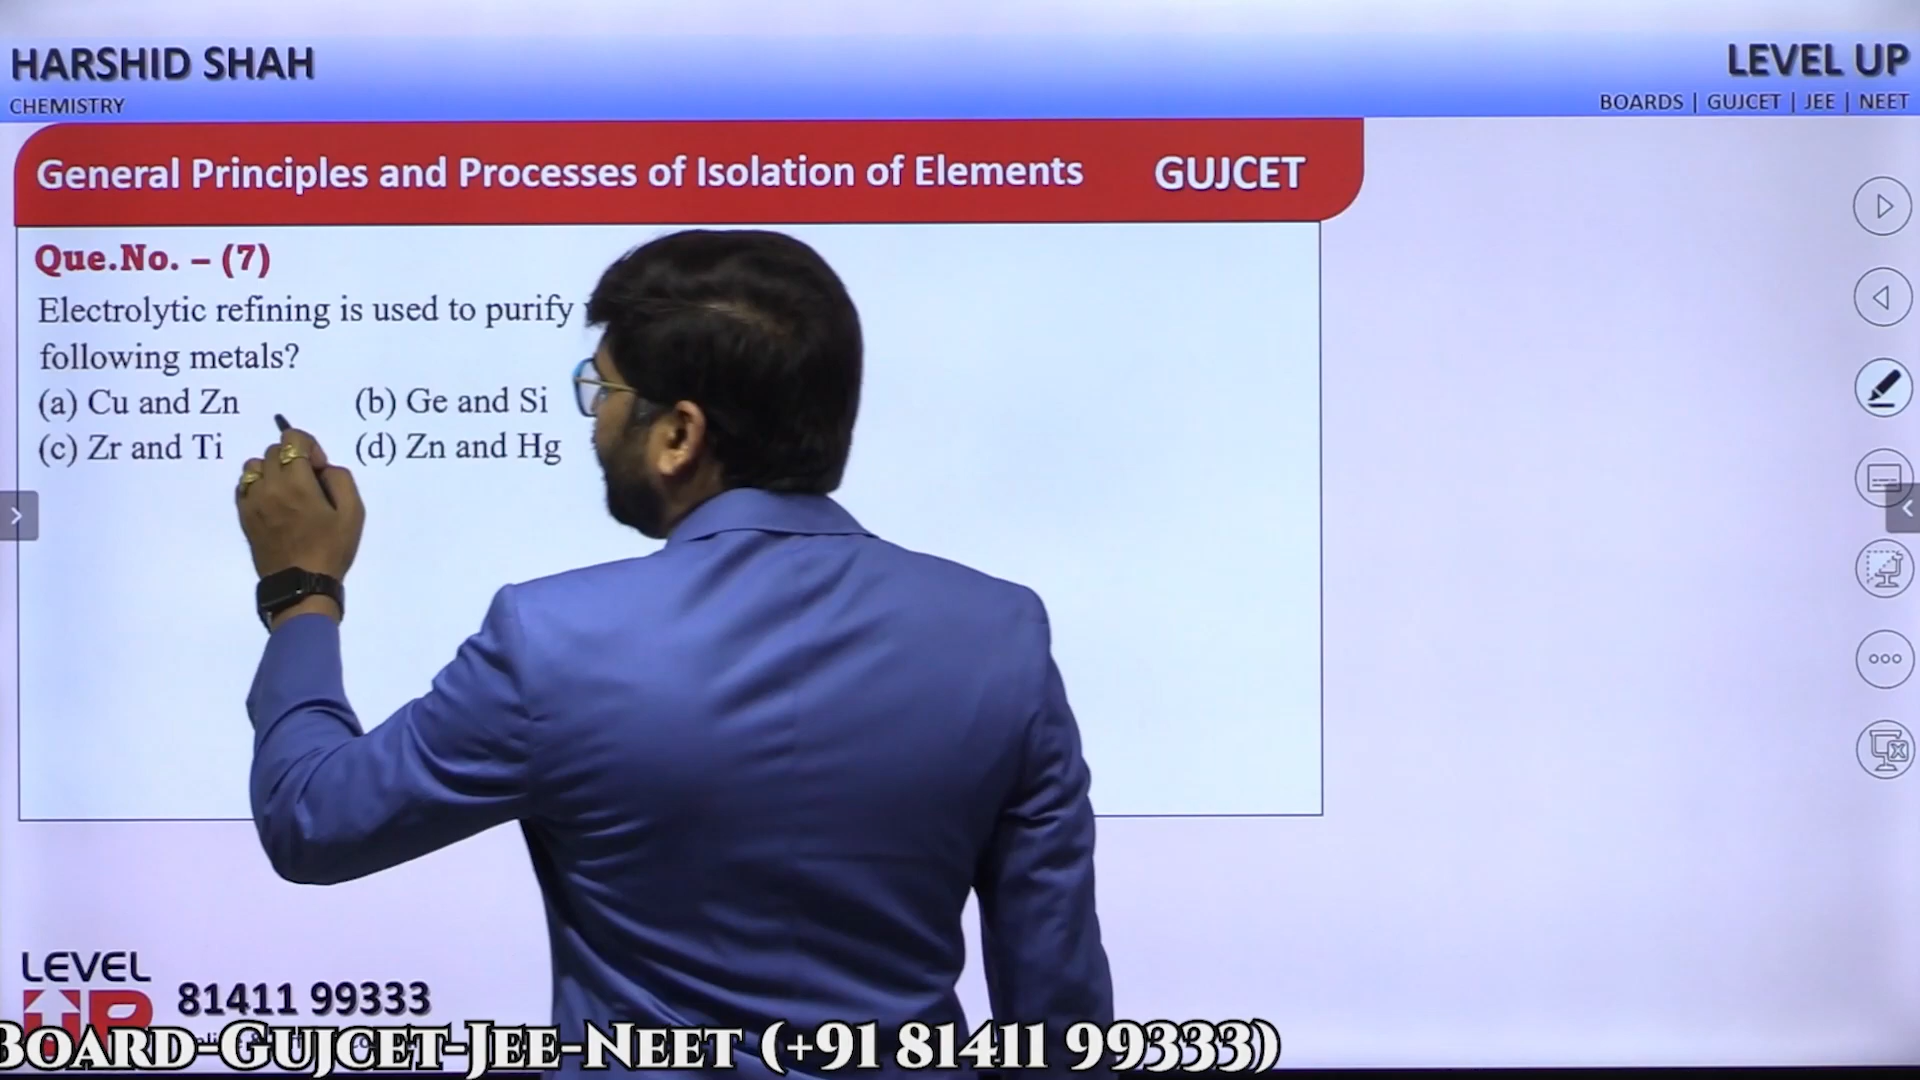 HARSHID SHAH
CHEMISTRY
LEVEL UP
BOARDS | GUJCET | JEE | NEET
General Principles and Processes of Isolation of Elements GUJCET
Que.No. – (7)
Electrolytic refining is used to purify
following metals?
(a) Cu and Zn (b) Ge and Si
(c) Zr and Ti (d) Zn and Hg
LEVEL
UP 81411 99333
Board-Gujcet-Jee-Neet (+91 81411 99333)